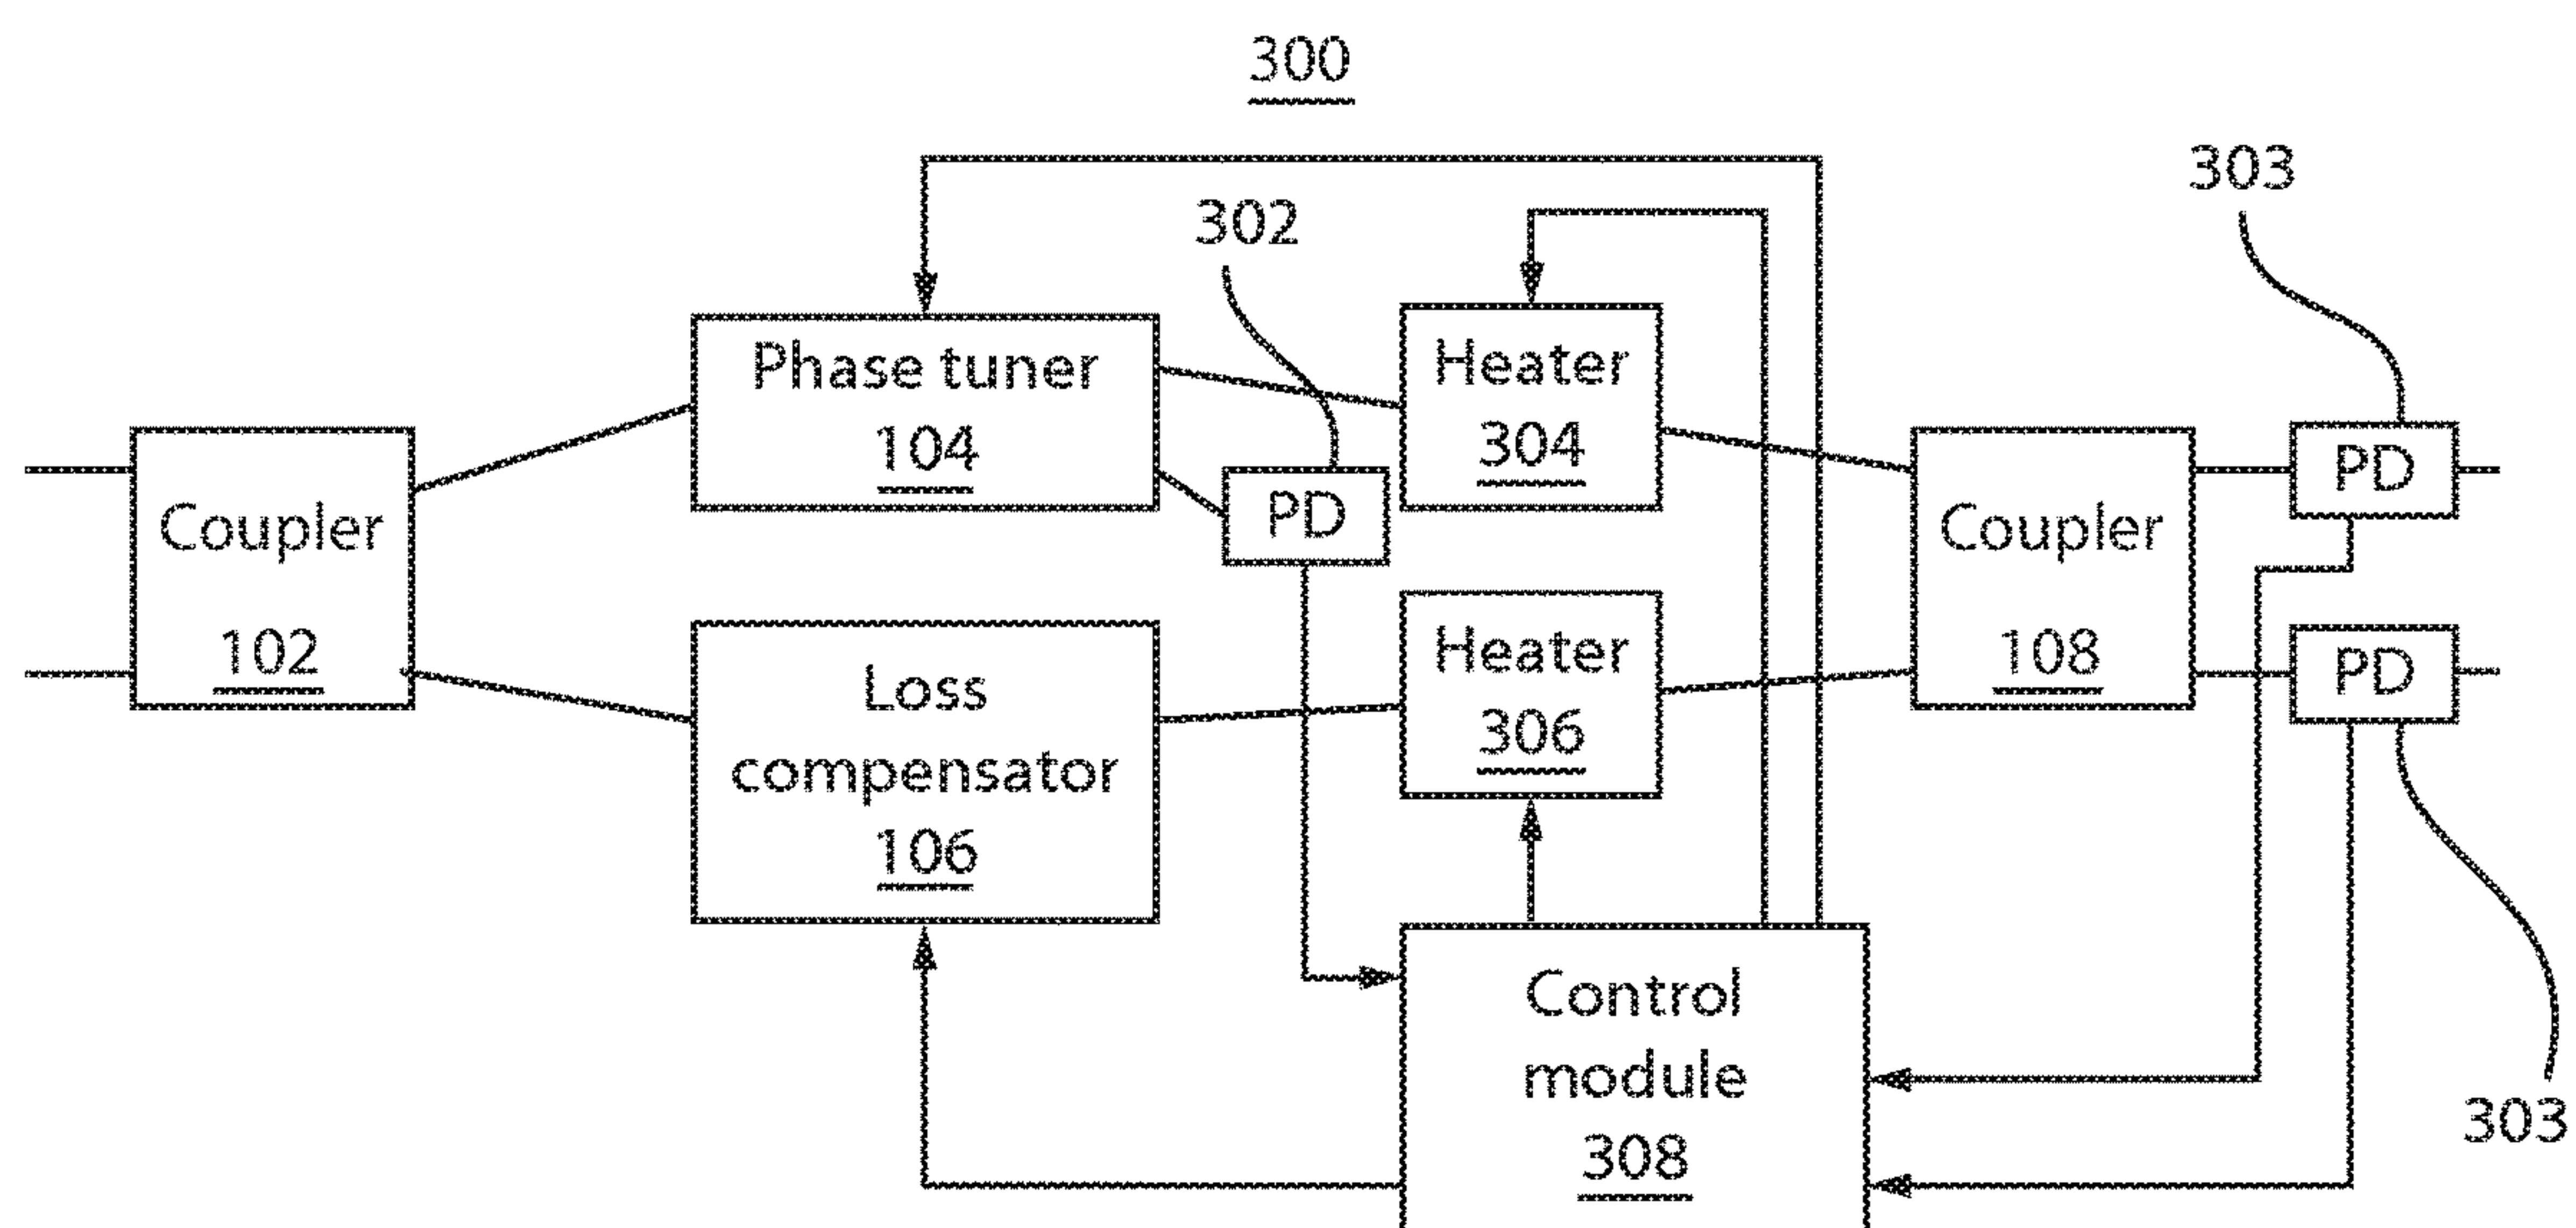 300
303
302
Phase tuner
104
Heater
304
PD
PD
Coupler
102
Coupler
108
Loss
compensator
106
Heater
306
PD
Control
module
308
303